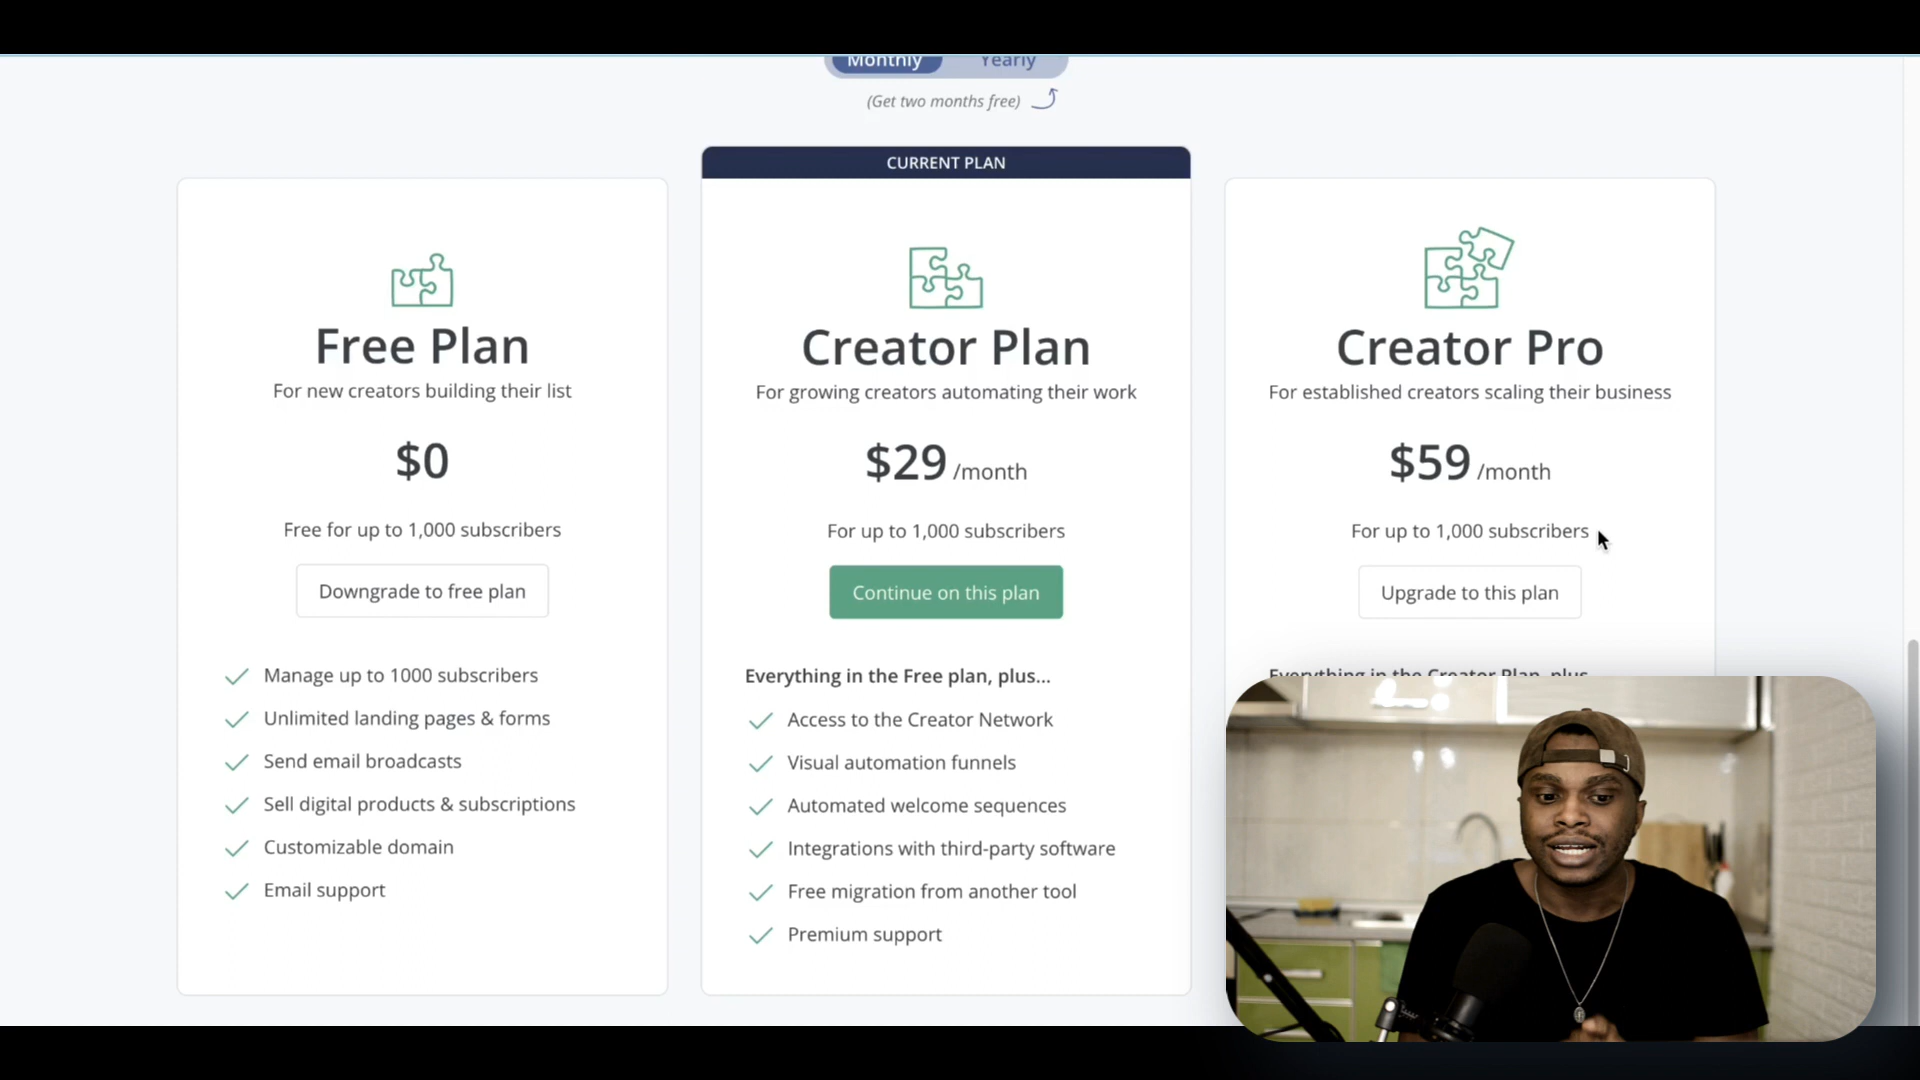 Monthly Yearly
(Get two months free)
CURRENT PLAN
Free Plan
For new creators building their list
$0
Free for up to 1,000 subscribers
Downgrade to free plan
Manage up to 1000 subscribers
Unlimited landing pages & forms
Send email broadcasts
Sell digital products & subscriptions
Customizable domain
Email support
Creator Plan
For growing creators automating their work
$29 /month
For up to 1,000 subscribers
Continue on this plan
Everything in the Free plan, plus...
Access to the Creator Network
Visual automation funnels
Automated welcome sequences
Integrations with third-party software
Free migration from another tool
Premium support
Creator Pro
For established creators scaling their business
$59 /month
For up to 1,000 subscribers
Upgrade to this plan
Everything in the Creator Plan, plus